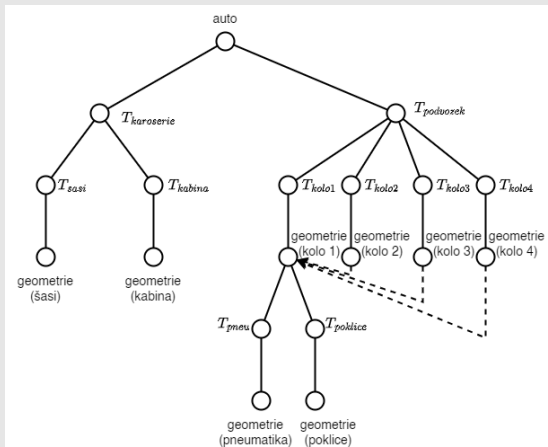 auto
T_karoserie
T_podvozek
T_sasi
T_kabina
T_kolo1
T_kolo2
T_kolo3
T_kolo4
geometrie
(kolo 1)
geometrie
(kolo 2)
geometrie
(kolo 3)
geometrie
(kolo 4)
geometrie
(šasi)
geometrie
(kabina)
T_pneu
T_poklice
geometrie
(pneumatika)
geometrie
(poklice)